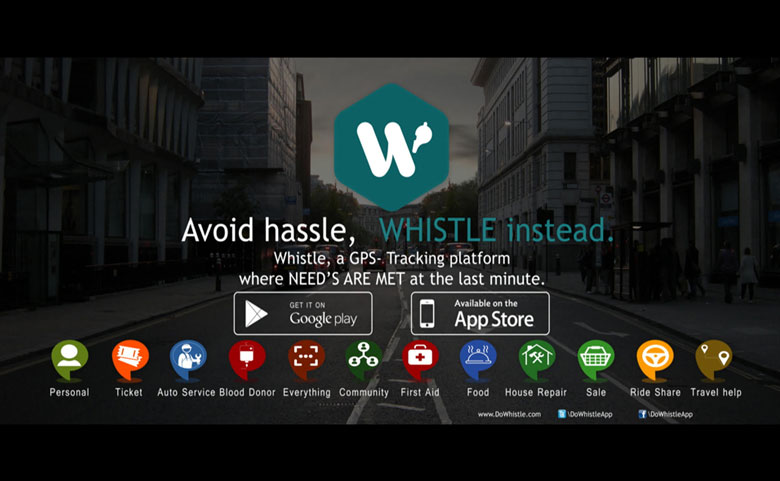 W
Avoid hassle, WHISTLE instead.
Whistle, a GPS- Tracking platform
where NEED'S ARE MET at the last minute.
GET IT ON
Google play
Available on the
App Store
Personal Ticket Auto Service Blood Donor Everything Community First Aid Food House Repair Sale Ride Share Travel help
www.DoWhistle.com \DoWhistleApp \DoWhistleApp